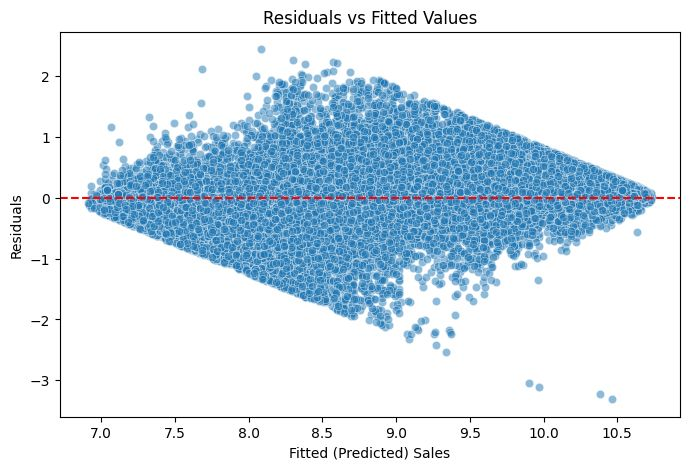 Residuals vs Fitted Values
Residuals
2
1
0
−1
−2
−3
7.0 7.5 8.0 8.5 9.0 9.5 10.0 10.5
Fitted (Predicted) Sales